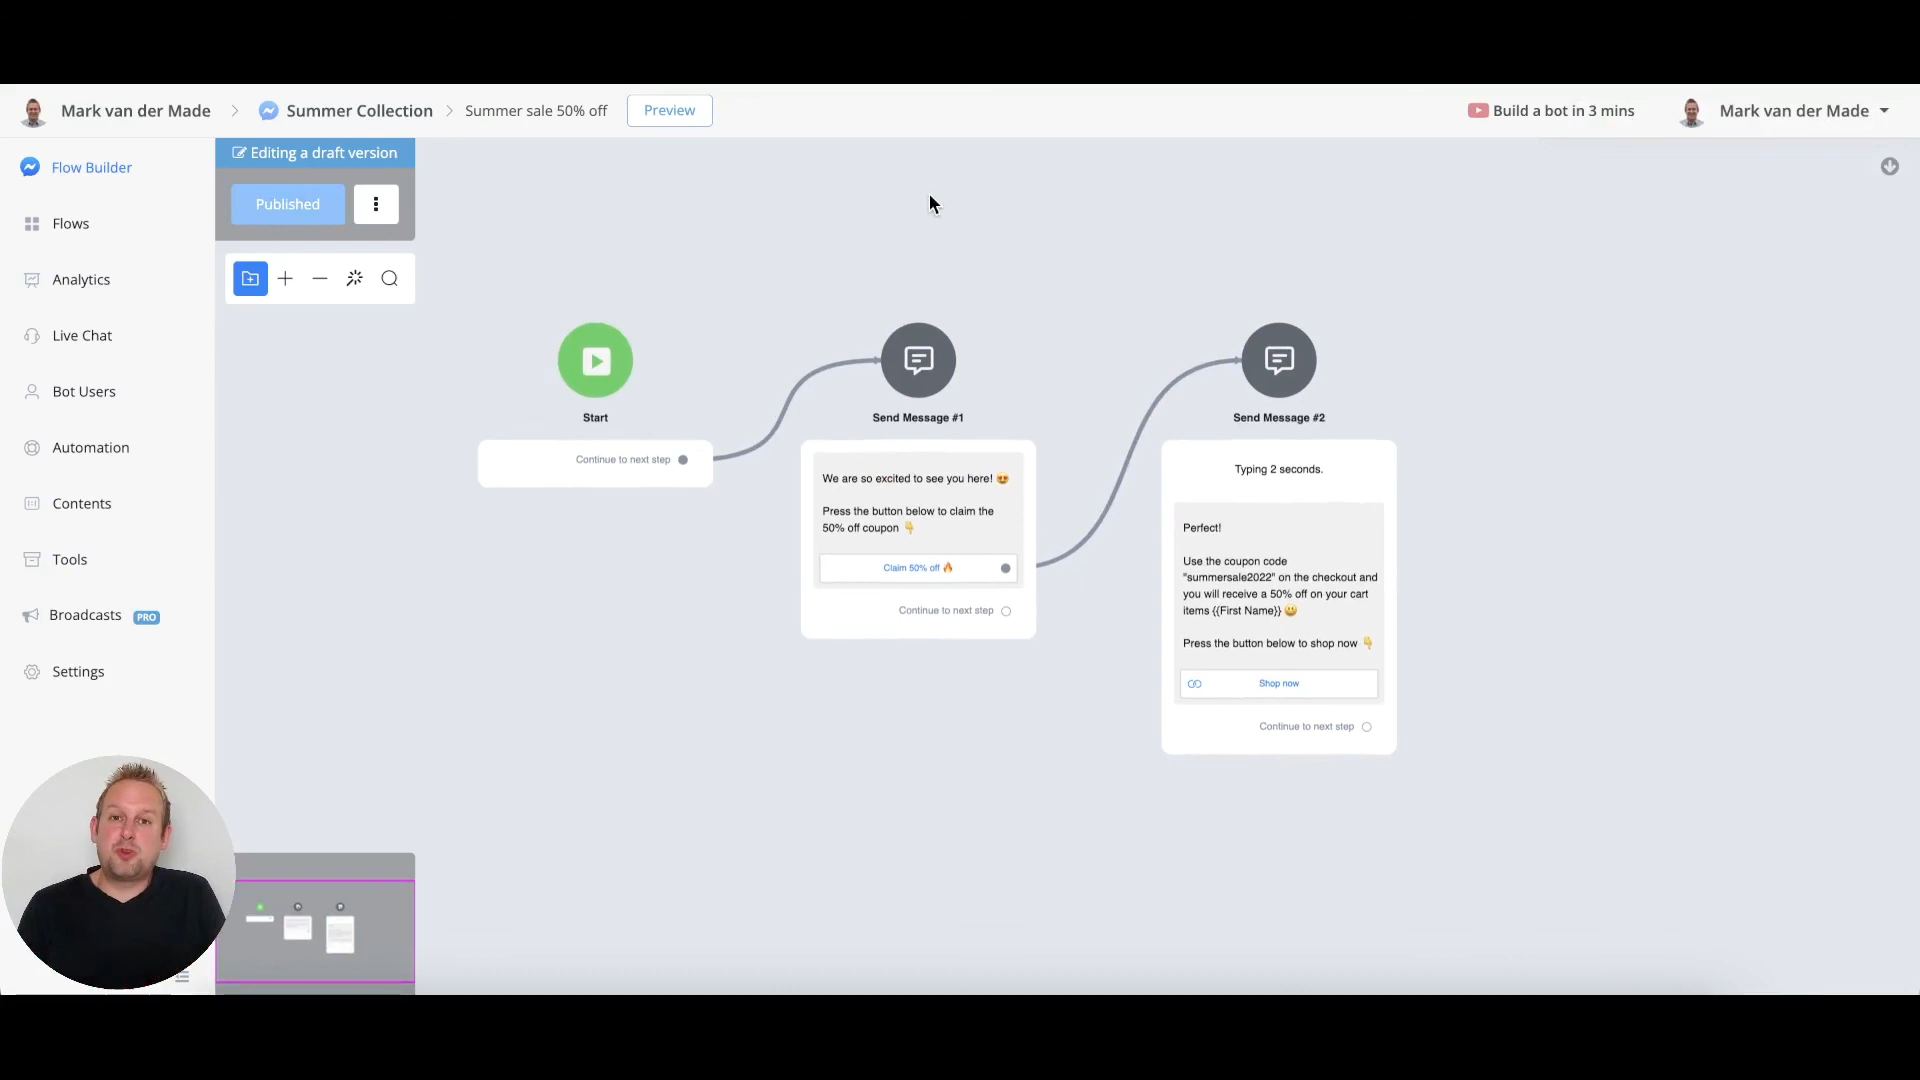 Mark van der Made > Summer Collection > Summer sale 50% off Preview
Build a bot in 3 mins Mark van der Made
Flow Builder
Flows
Analytics
Live Chat
Bot Users
Automation
Contents
Tools
Broadcasts PRO
Settings
Editing a draft version
Published
Start
Continue to next step
Send Message #1
We are so excited to see you here! 😍
Press the button below to claim the
50% off coupon 👇
Claim 50% off 🔥
Continue to next step
Send Message #2
Typing 2 seconds.
Perfect!
Use the coupon code
"summersale2022" on the checkout and
you will receive a 50% off on your cart
items {{First Name}} 😃
Press the button below to shop now 👇
Shop now
Continue to next step